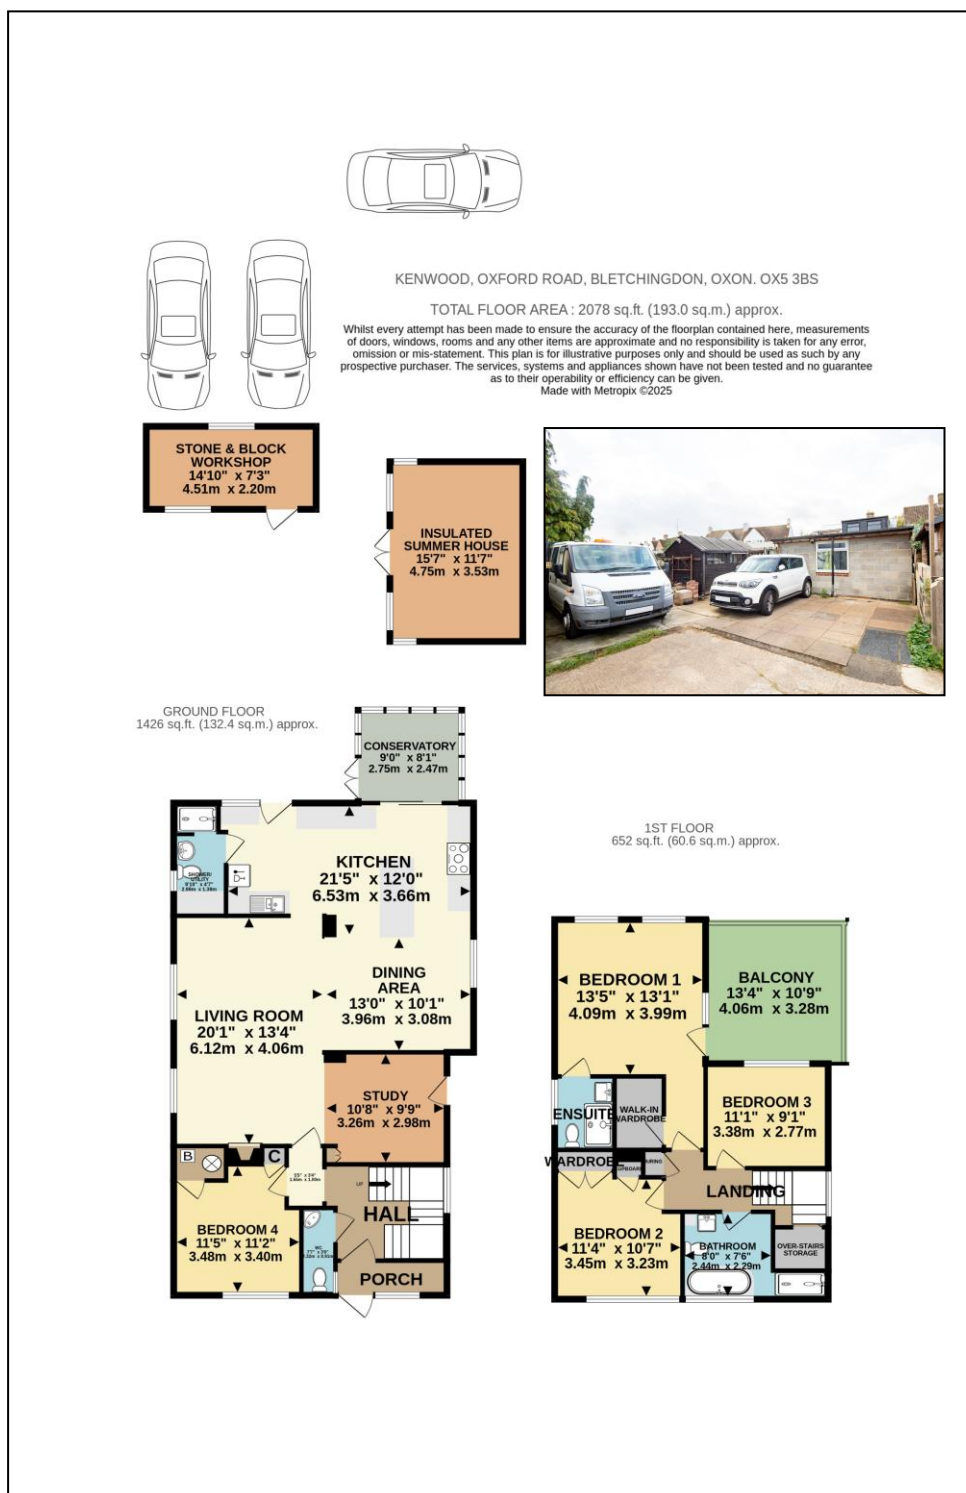 KENWOOD, OXFORD ROAD, BLETCHINGDON, OXON. OX5 3BS
TOTAL FLOOR AREA : 2078 sq.ft. (193.0 sq.m.) approx.
Whilst every attempt has been made to ensure the accuracy of the floorplan contained here, measurements
of doors, windows, rooms and any other items are approximate and no responsibility is taken for any error,
omission or mis-statement. This plan is for illustrative purposes only and should be used as such by any
prospective purchaser. The services, systems and appliances shown have not been tested and no guarantee
as to their operability or efficiency can be given.
Made with Metropix ©2025
STONE & BLOCK
WORKSHOP
14'10" x 7'3"
4.51m x 2.20m
INSULATED
SUMMER HOUSE
15'7" x 11'7"
4.75m x 3.53m
GROUND FLOOR
1426 sq.ft. (132.4 sq.m.) approx.
CONSERVATORY
9'0" x 8'1"
2.75m x 2.47m
KITCHEN
21'5" x 12'0"
6.53m x 3.66m
SHOWER/
UTILITY
DINING
AREA
13'0" x 10'1"
3.96m x 3.08m
LIVING ROOM
20'1" x 13'4"
6.12m x 4.06m
STUDY
10'8" x 9'9"
3.26m x 2.98m
B
C
UP
HALL
BEDROOM 4
11'5" x 11'2"
3.48m x 3.40m
WC
PORCH
1ST FLOOR
652 sq.ft. (60.6 sq.m.) approx.
BEDROOM 1
13'5" x 13'1"
4.09m x 3.99m
BALCONY
13'4" x 10'9"
4.06m x 3.28m
ENSUITE
WALK-IN
WARDROBE
BEDROOM 3
11'1" x 9'1"
3.38m x 2.77m
WARDROBE
LANDING
BEDROOM 2
11'4" x 10'7"
3.45m x 3.23m
BATHROOM
8'0" x 7'6"
2.44m x 2.29m
OVER-STAIRS
STORAGE